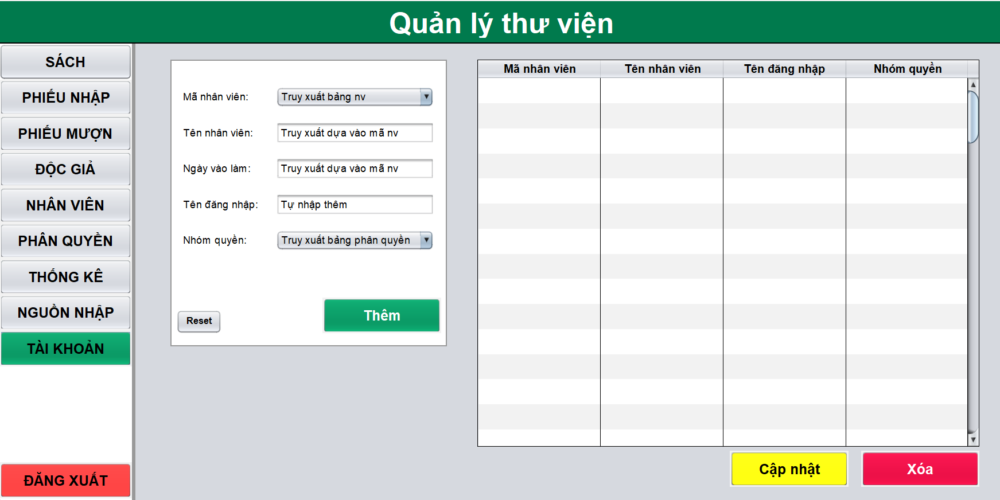 Quản lý thư viện
SÁCH
PHIẾU NHẬP
PHIẾU MƯỢN
ĐỘC GIẢ
NHÂN VIÊN
PHÂN QUYỀN
THỐNG KÊ
NGUỒN NHẬP
TÀI KHOẢN
ĐĂNG XUẤT
Mã nhân viên: Truy xuất bảng nv
Tên nhân viên: Truy xuất dựa vào mã nv
Ngày vào làm: Truy xuất dựa vào mã nv
Tên đăng nhập: Tự nhập thêm
Nhóm quyền: Truy xuất bảng phân quyền
Reset Thêm
Mã nhân viên Tên nhân viên Tên đăng nhập Nhóm quyền
Cập nhật Xóa